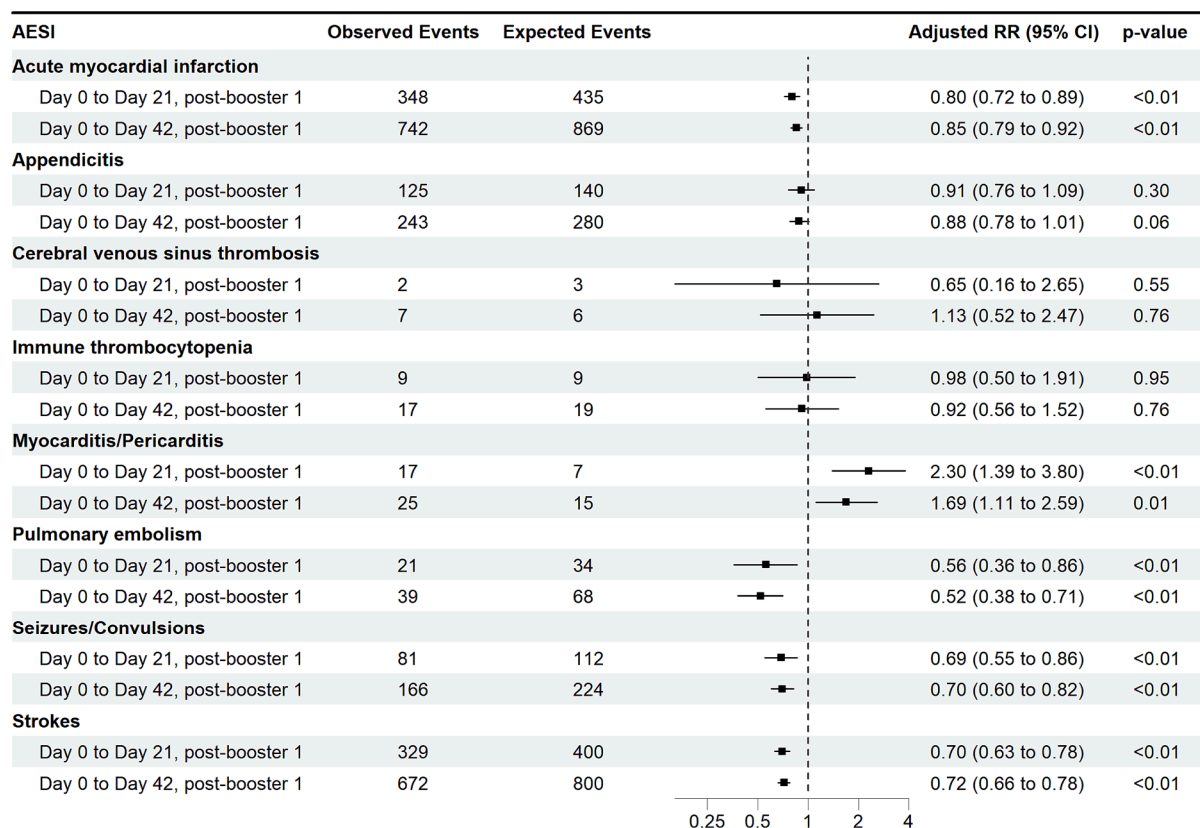 AESI Observed Events Expected Events Adjusted RR (95% CI) p-value
Acute myocardial infarction
Day 0 to Day 21, post-booster 1 348 435 0.80 (0.72 to 0.89) <0.01
Day 0 to Day 42, post-booster 1 742 869 0.85 (0.79 to 0.92) <0.01
Appendicitis
Day 0 to Day 21, post-booster 1 125 140 0.91 (0.76 to 1.09) 0.30
Day 0 to Day 42, post-booster 1 243 280 0.88 (0.78 to 1.01) 0.06
Cerebral venous sinus thrombosis
Day 0 to Day 21, post-booster 1 2 3 0.65 (0.16 to 2.65) 0.55
Day 0 to Day 42, post-booster 1 7 6 1.13 (0.52 to 2.47) 0.76
Immune thrombocytopenia
Day 0 to Day 21, post-booster 1 9 9 0.98 (0.50 to 1.91) 0.95
Day 0 to Day 42, post-booster 1 17 19 0.92 (0.56 to 1.52) 0.76
Myocarditis/Pericarditis
Day 0 to Day 21, post-booster 1 17 7 2.30 (1.39 to 3.80) <0.01
Day 0 to Day 42, post-booster 1 25 15 1.69 (1.11 to 2.59) 0.01
Pulmonary embolism
Day 0 to Day 21, post-booster 1 21 34 0.56 (0.36 to 0.86) <0.01
Day 0 to Day 42, post-booster 1 39 68 0.52 (0.38 to 0.71) <0.01
Seizures/Convulsions
Day 0 to Day 21, post-booster 1 81 112 0.69 (0.55 to 0.86) <0.01
Day 0 to Day 42, post-booster 1 166 224 0.70 (0.60 to 0.82) <0.01
Strokes
Day 0 to Day 21, post-booster 1 329 400 0.70 (0.63 to 0.78) <0.01
Day 0 to Day 42, post-booster 1 672 800 0.72 (0.66 to 0.78) <0.01
0.25 0.5 1 2 4